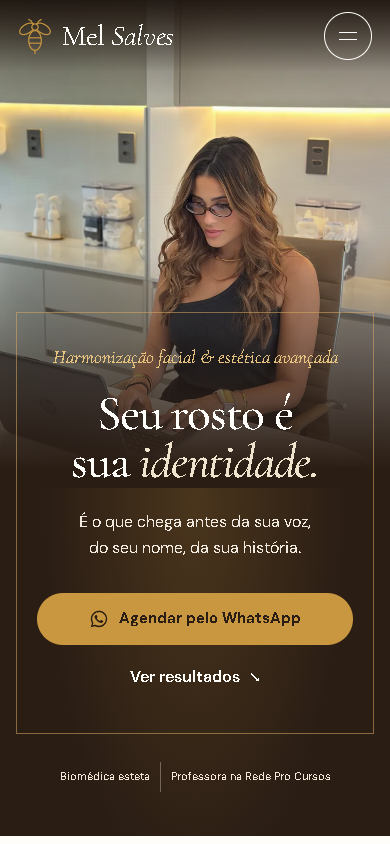 Mel Salves
Harmonização facial & estética avançada
Seu rosto é
sua identidade.
É o que chega antes da sua voz,
do seu nome, da sua história.
Agendar pelo WhatsApp
Ver resultados ↘
Biomédica esteta
Professora na Rede Pro Cursos